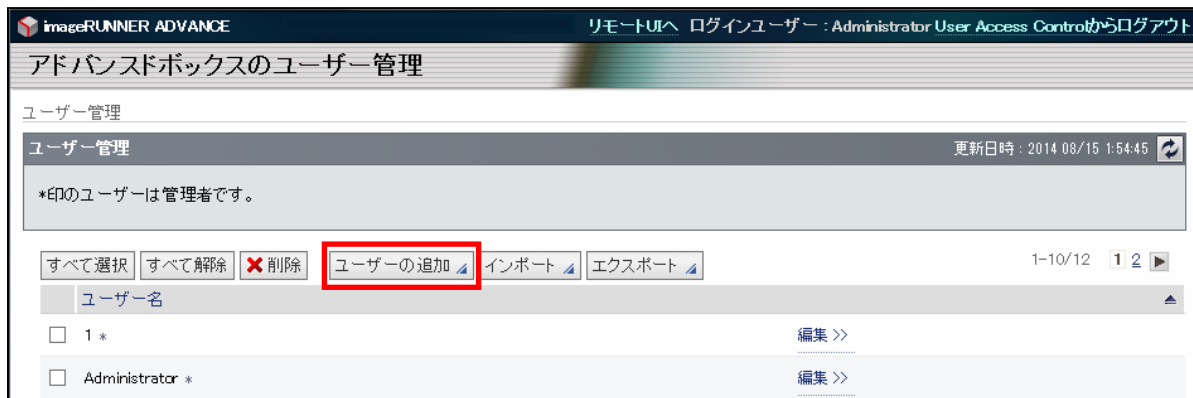 imageRUNNER ADVANCE リモートUIへ ログインユーザー : Administrator User Access Controlからログアウト
アドバンスドボックスのユーザー管理
ユーザー管理
ユーザー管理 更新日時 : 2014 08/15 1:54:45
*印のユーザーは管理者です。
すべて選択 すべて解除 削除 ユーザーの追加 インポート エクスポート 1-10/12 1 2
ユーザー名
1 * 編集 >>
Administrator * 編集 >>